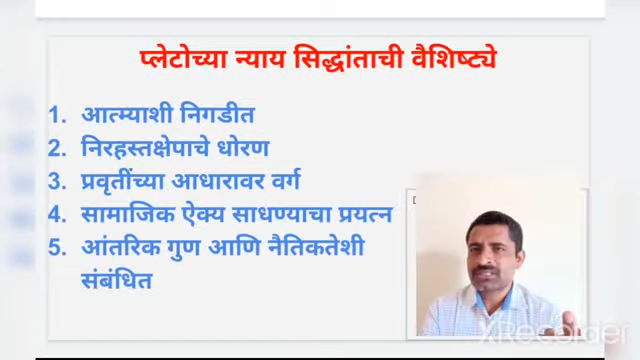 प्लेटोच्या न्याय सिद्धांताची वैशिष्ट्ये
1. आत्म्याशी निगडीत
2. निरहस्तक्षेपाचे धोरण
3. प्रवृतींच्या आधारावर वर्ग
4. सामाजिक ऐक्य साधण्याचा प्रयत्न
5. आंतरिक गुण आणि नैतिकतेशी
संबंधित
XRecorder